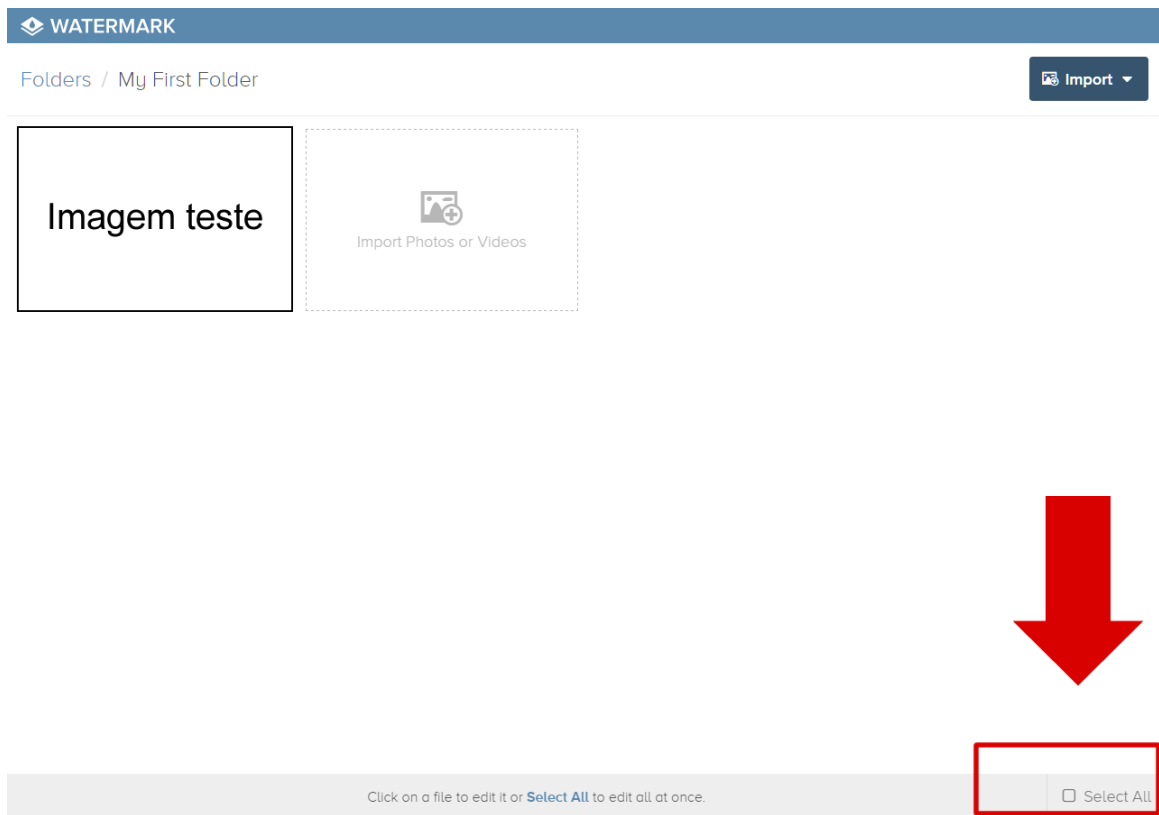 WATERMARK
Folders / My First Folder
Import
Imagem teste
Import Photos or Videos
Click on a file to edit it or Select All to edit all at once.
Select All